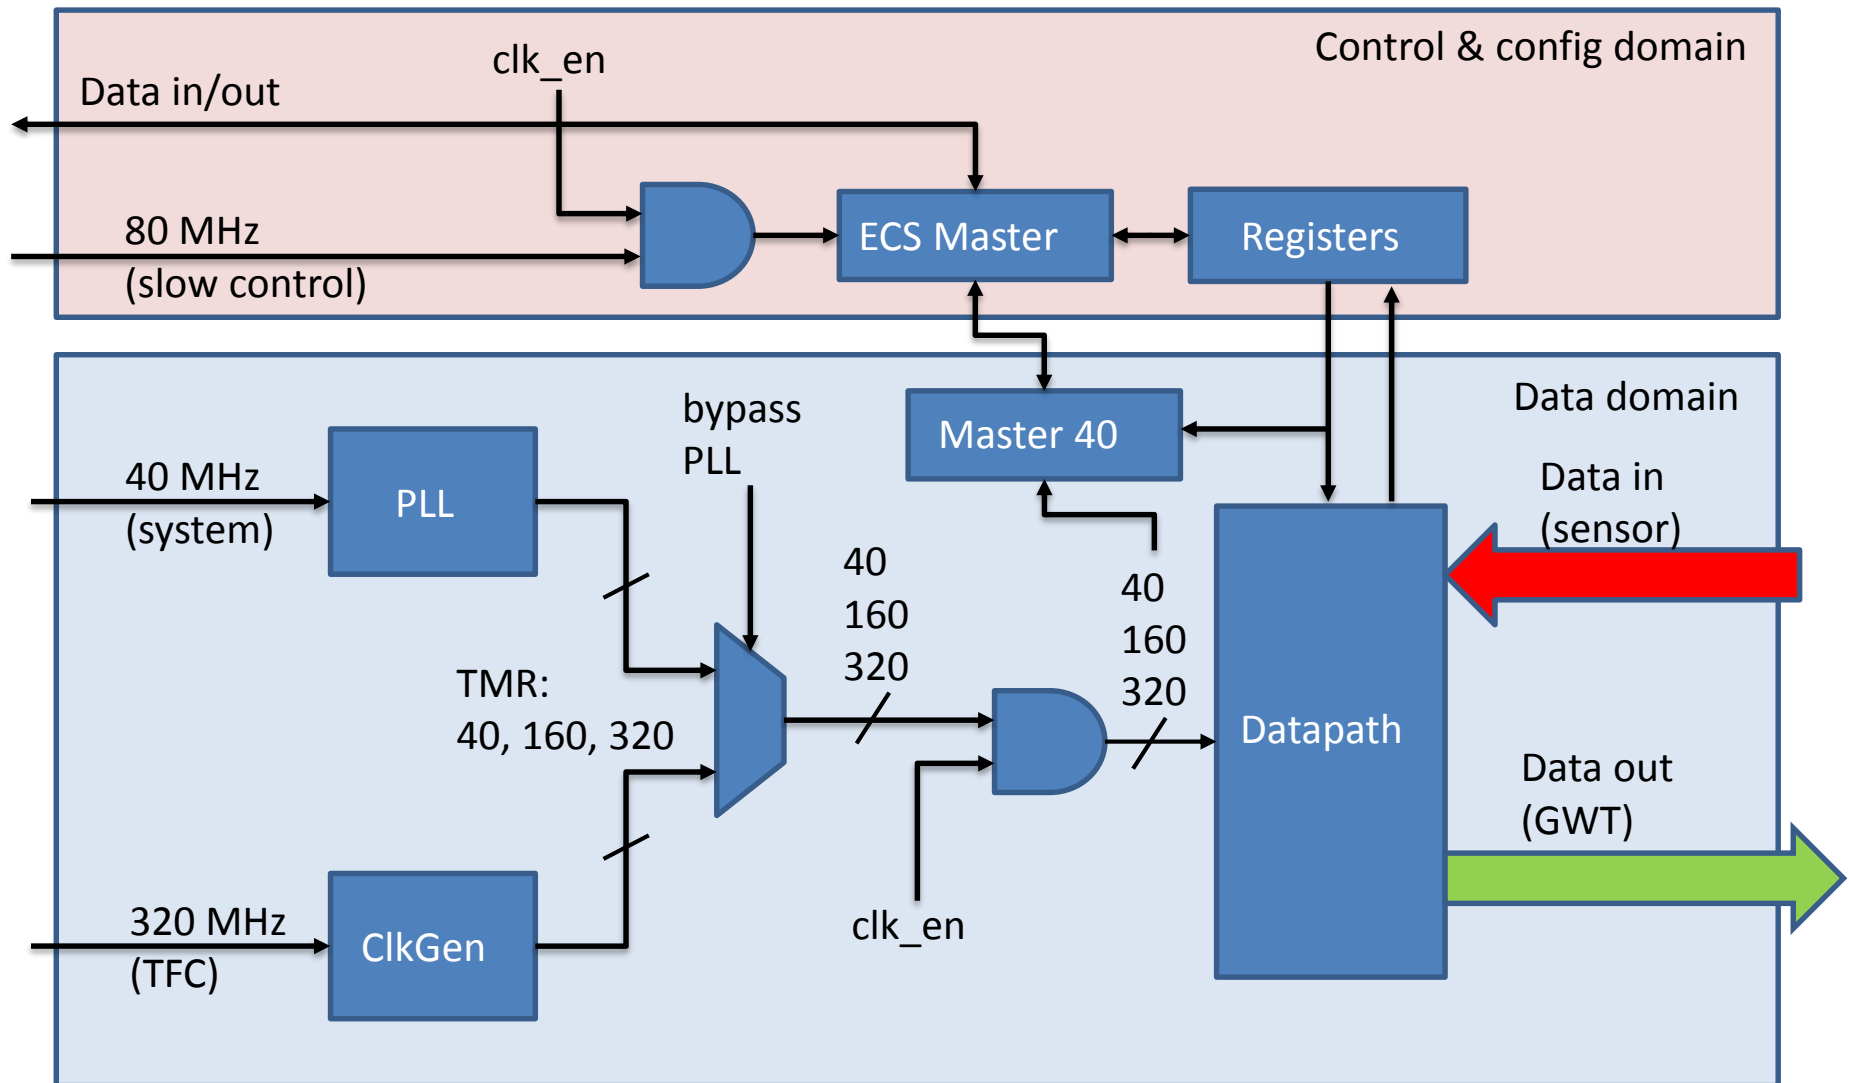 Control & config domain
clk_en
Data in/out
80 MHz
(slow control)
ECS Master
Registers
Data domain
bypass
PLL
Master 40
40 MHz
(system)
PLL
Data in
(sensor)
40
160
320
40
160
320
TMR:
40, 160, 320
Datapath
Data out
(GWT)
clk_en
320 MHz
(TFC)
ClkGen